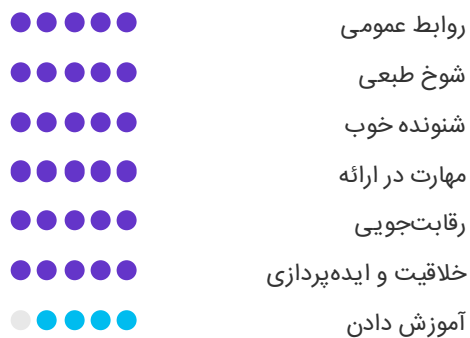 روابط عمومی
شوخ طبعی
شنونده خوب
مهارت در ارائه
رقابت‌جویی
خلاقیت و ایده‌پردازی
آموزش دادن